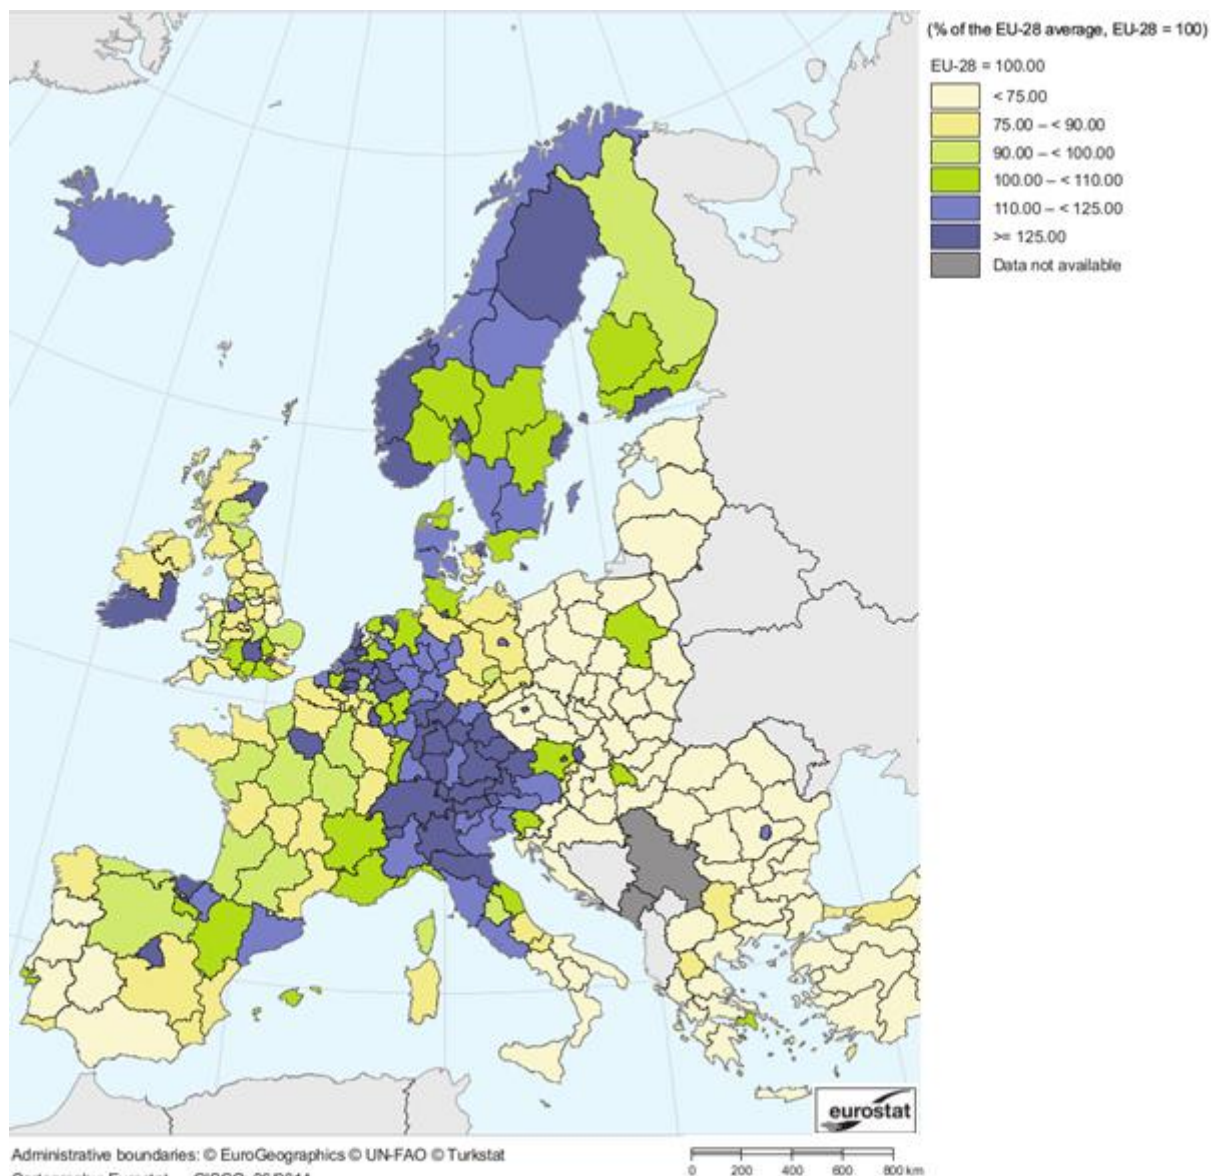 (% of the EU-28 average, EU-28 = 100)
EU-28 = 100.00
< 75.00
75.00 – < 90.00
90.00 – < 100.00
100.00 – < 110.00
110.00 – < 125.00
>= 125.00
Data not available
eurostat
Administrative boundaries: © EuroGeographics © UN-FAO © Turkstat
0 200 400 600 800 km